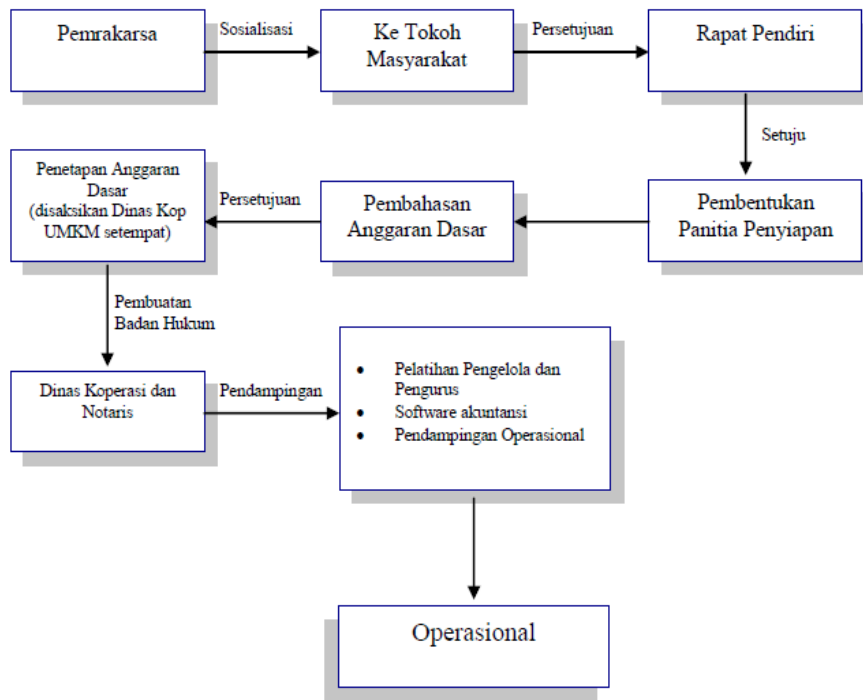 Pemrakarsa
Sosialisasi
Ke Tokoh
Masyarakat
Persetujuan
Rapat Pendiri
Setuju
Pembentukan
Panitia Penyiapan
Pembahasan
Anggaran Dasar
Persetujuan
Penetapan Anggaran
Dasar
(disaksikan Dinas Kop
UMKM setempat)
Pembuatan
Badan Hukum
Dinas Koperasi dan
Notaris
Pendampingan
• Pelatihan Pengelola dan
Pengurus
• Software akuntansi
• Pendampingan Operasional
Operasional